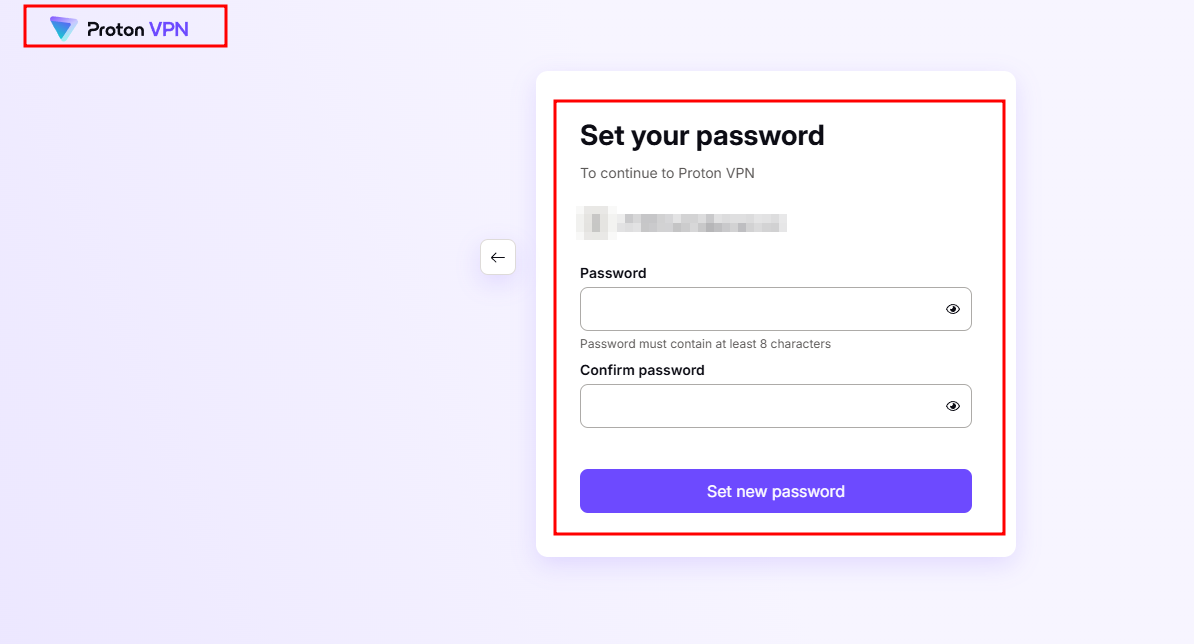 Proton VPN
Set your password
To continue to Proton VPN
Password
Password must contain at least 8 characters
Confirm password
Set new password